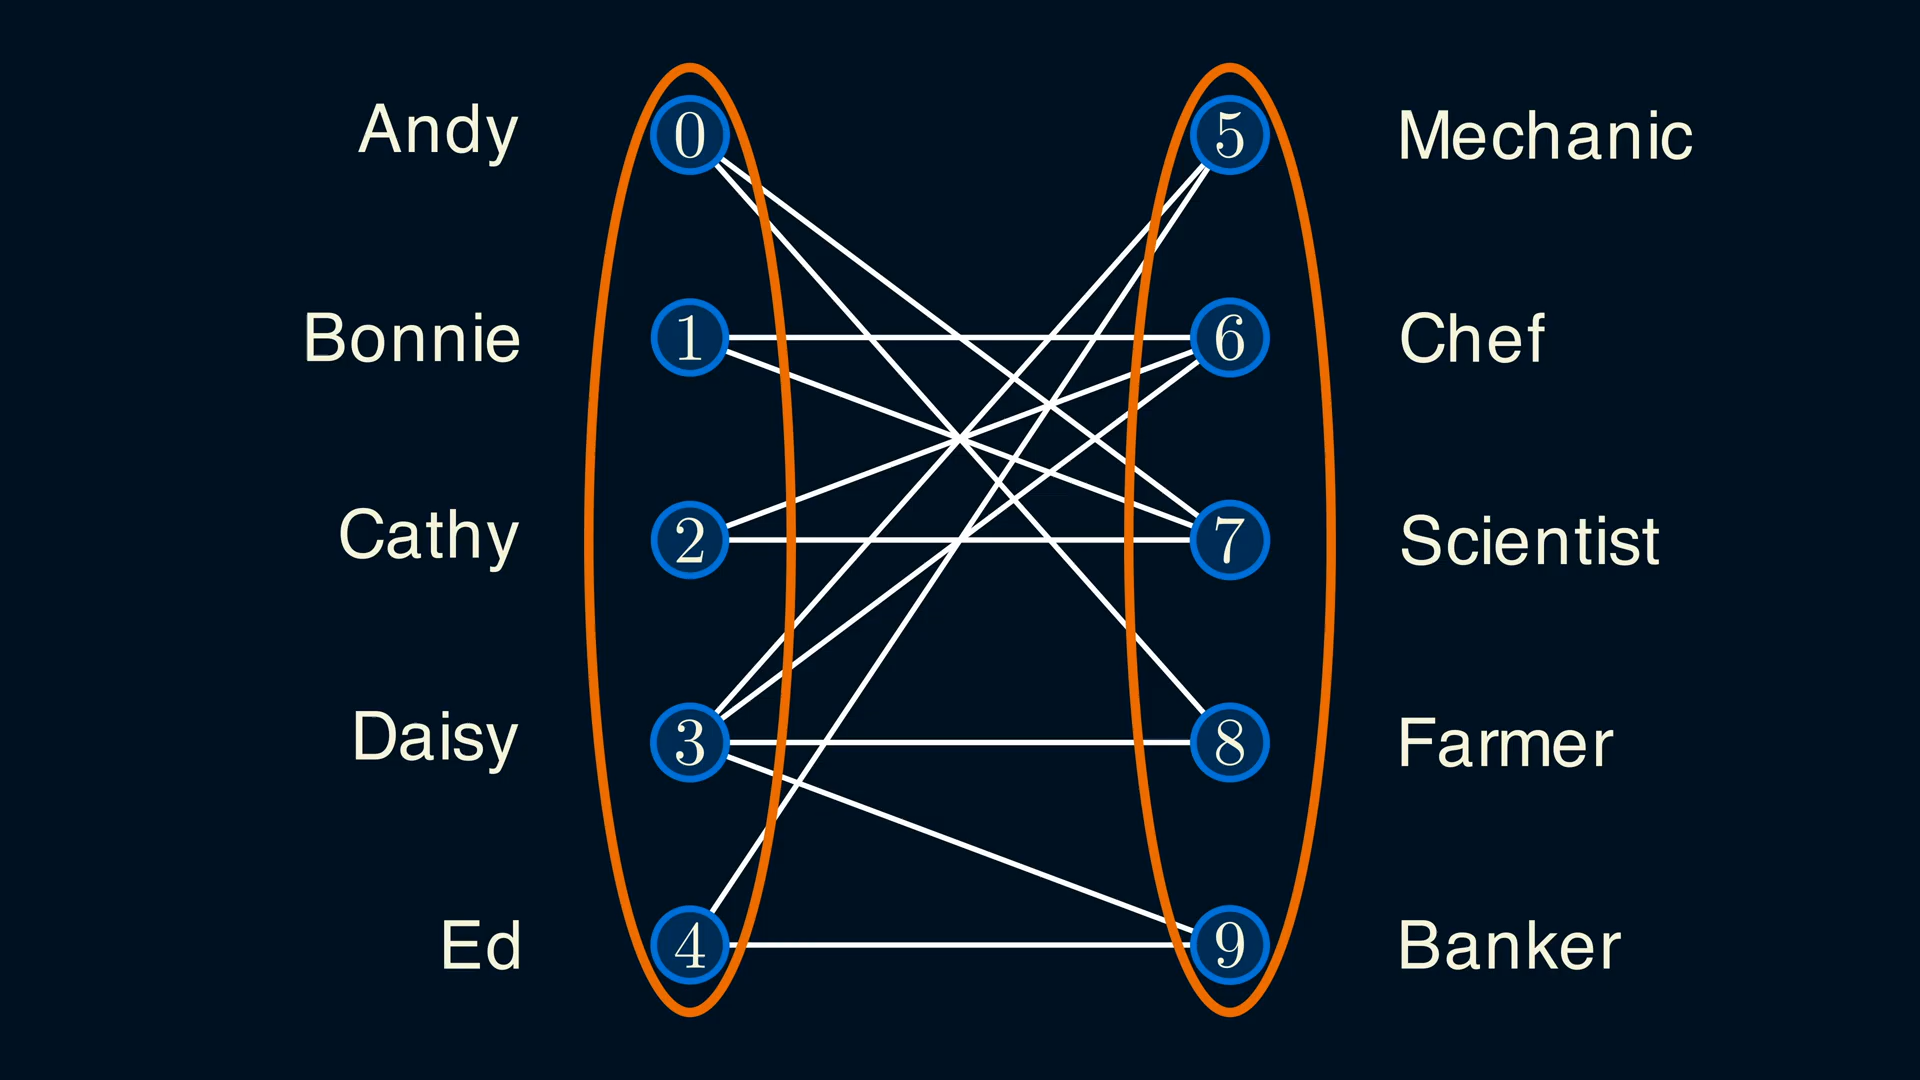 Andy 0 5 Mechanic
Bonnie 1 6 Chef
Cathy 2 7 Scientist
Daisy 3 8 Farmer
Ed 4 9 Banker